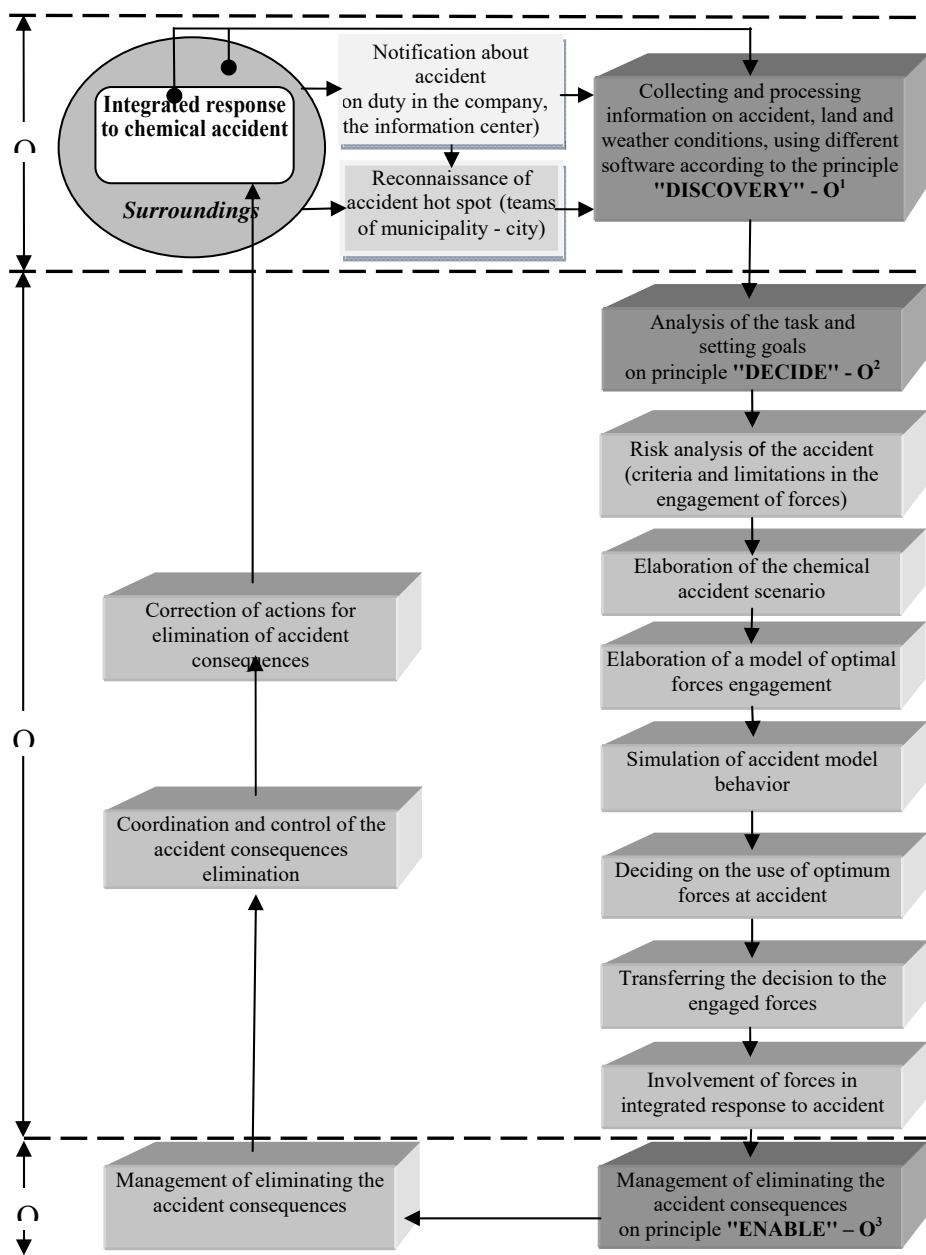 Integrated response
to chemical accident
Surroundings
Notification about
accident
on duty in the company,
the information center)
Reconnaissance of
accident hot spot (teams
of municipality - city)
Collecting and processing
information on accident, land and
weather conditions, using different
software according to the principle
"DISCOVERY" - O¹
Analysis of the task and
setting goals
on principle "DECIDE" - O²
Risk analysis of the accident
(criteria and limitations in the
engagement of forces)
Elaboration of the chemical
accident scenario
Elaboration of a model of optimal
forces engagement
Simulation of accident model
behavior
Deciding on the use of optimum
forces at accident
Transferring the decision to the
engaged forces
Involvement of forces in
integrated response to accident
Management of eliminating the
accident consequences
on principle "ENABLE" – O³
Management of eliminating the
accident consequences
Coordination and control of the
accident consequences
elimination
Correction of actions for
elimination of accident
consequences